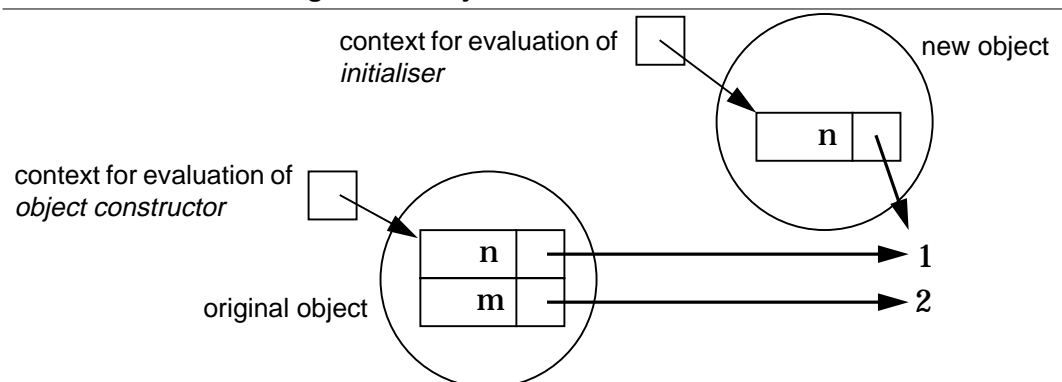 context for evaluation of
initialiser
new object
n
context for evaluation of
object constructor
n
1
original object
m
2